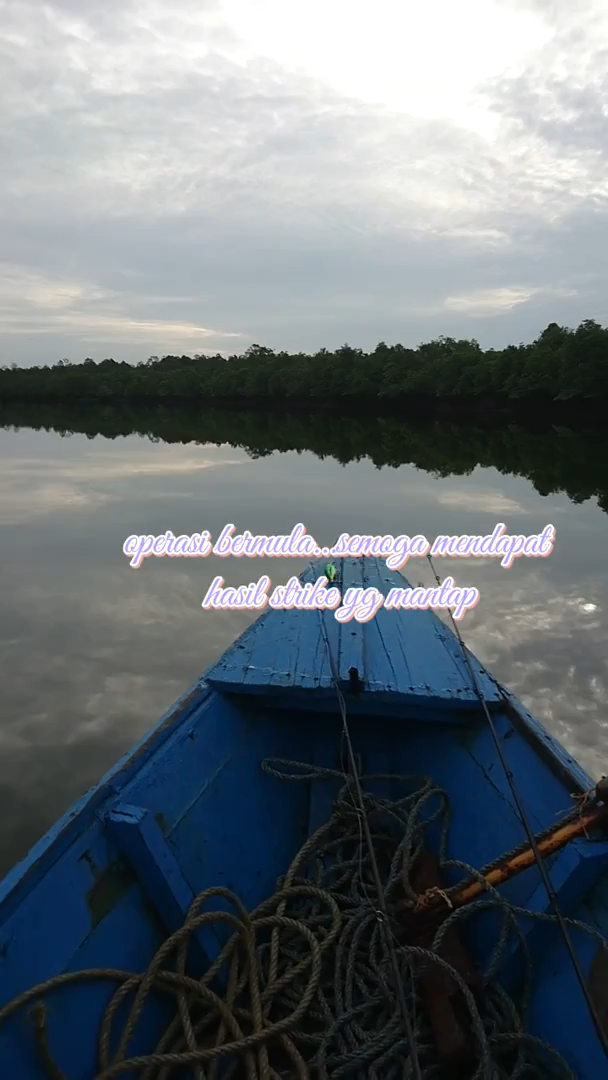 operasi bermula...semoga mendapat
hasil strike yg mantap